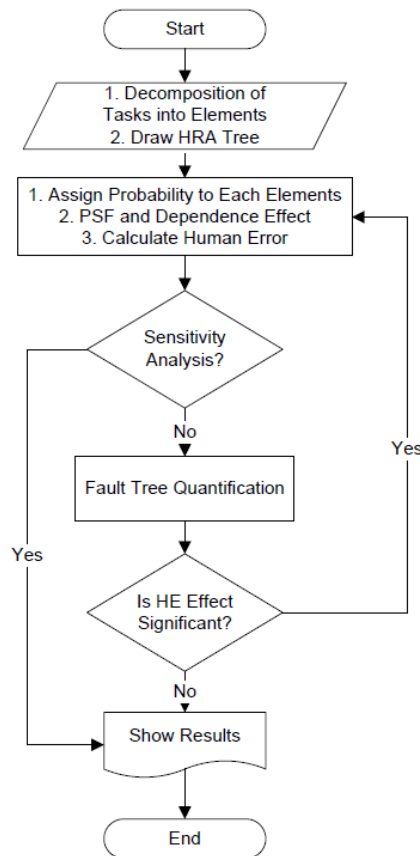 Start
1. Decomposition of
Tasks into Elements
2. Draw HRA Tree
1. Assign Probability to Each Elements
2. PSF and Dependence Effect
3. Calculate Human Error
Sensitivity
Analysis?
No
Yes
Fault Tree Quantification
Yes
Is HE Effect
Significant?
No
Show Results
End